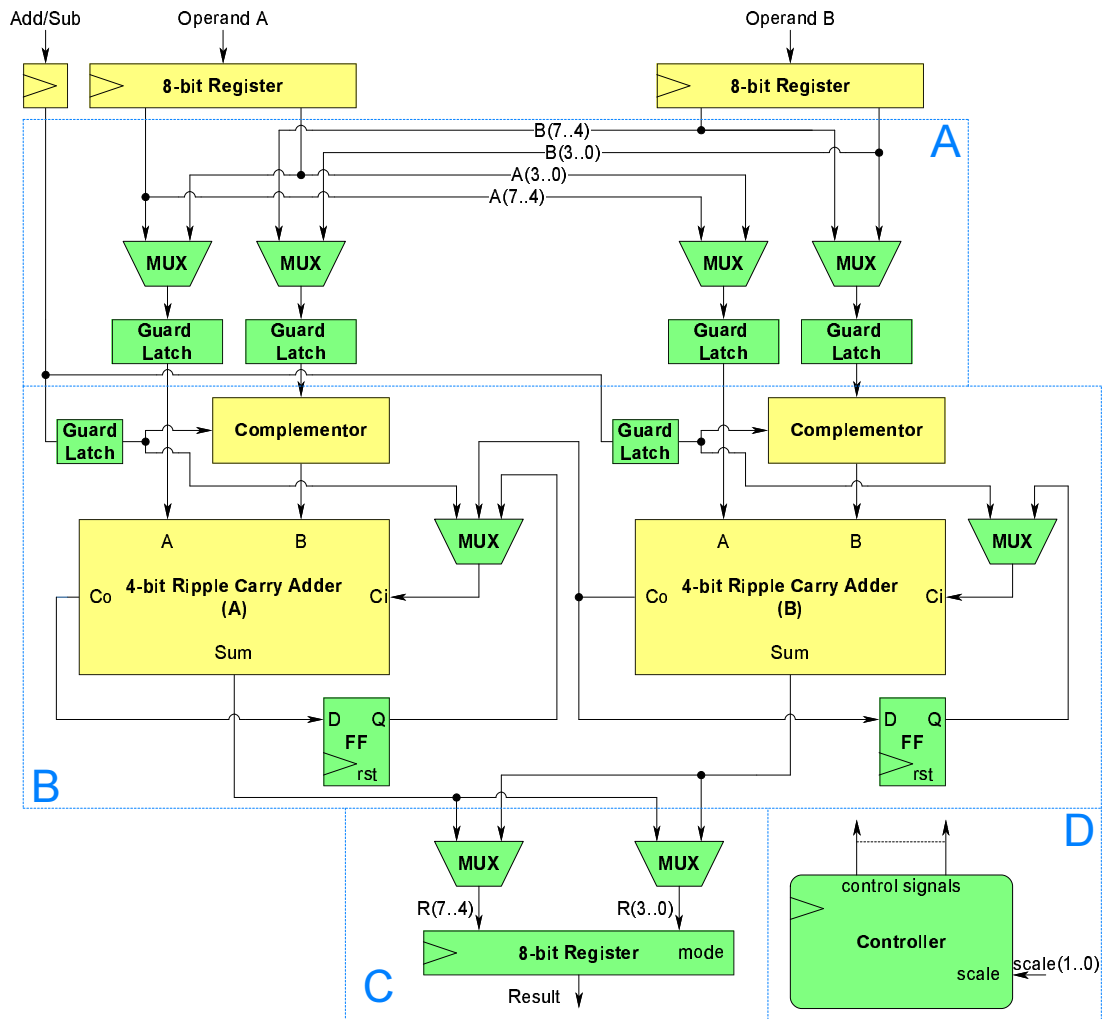 Add/Sub
Operand A
Operand B
8-bit Register
8-bit Register
B(7..4)
A
B(3..0)
A(3..0)
A(7..4)
MUX
MUX
MUX
MUX
Guard
Latch
Guard
Latch
Guard
Latch
Guard
Latch
Guard
Latch
Complementor
Guard
Latch
Complementor
A
B
MUX
A
B
MUX
4-bit Ripple Carry Adder
(A)
Co
Ci
Sum
4-bit Ripple Carry Adder
(B)
Co
Ci
Sum
D
Q
FF
rst
D
Q
FF
rst
B
MUX
MUX
D
R(7..4)
R(3..0)
control signals
8-bit Register
mode
Controller
C
Result
scale
scale(1..0)